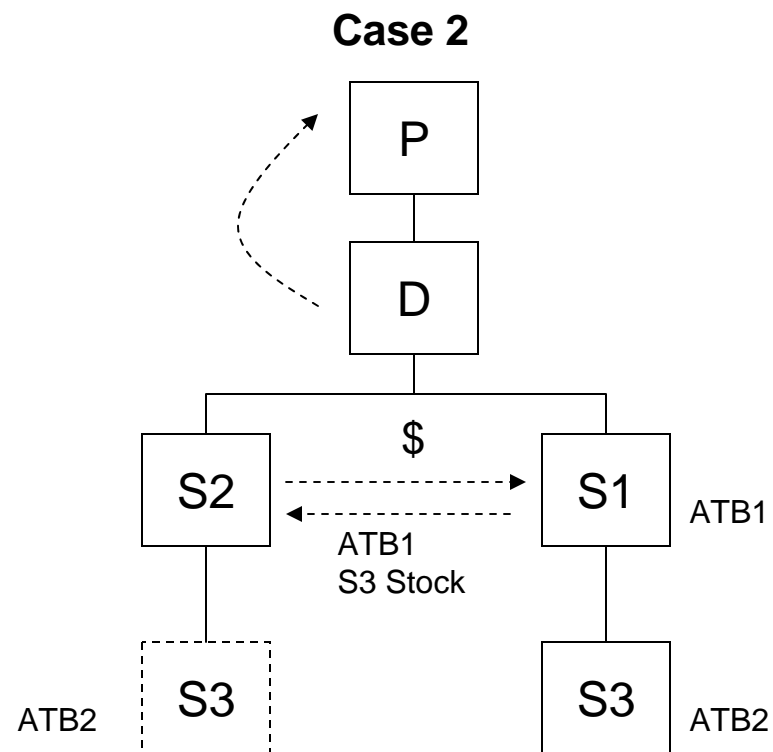 Case 2
P
D
$
S2
S1
ATB1
ATB1
S3 Stock
S3
S3
ATB2
ATB2